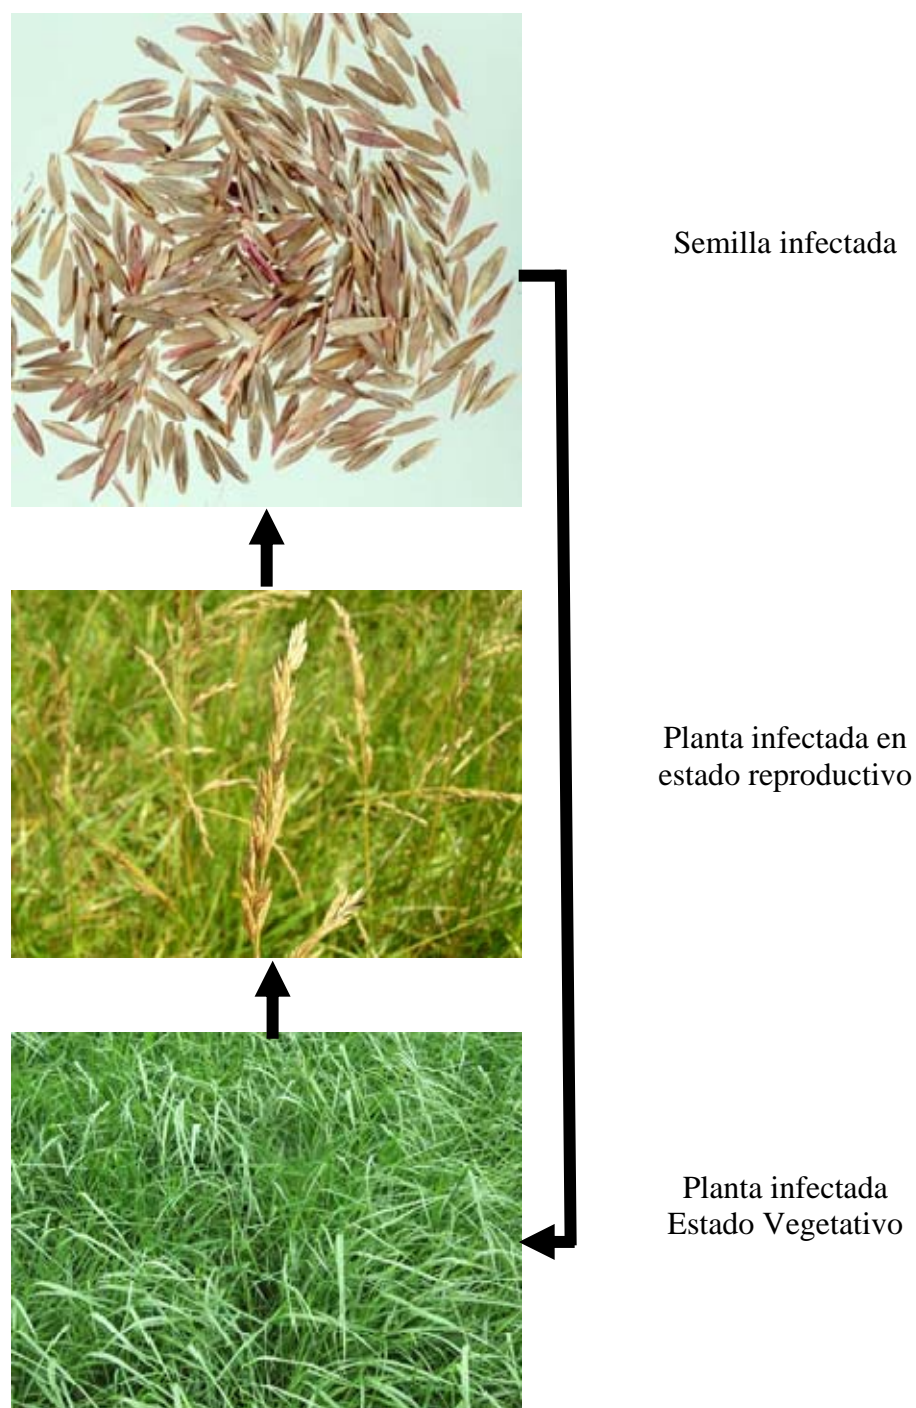 Semilla infectada
Planta infectada en
estado reproductivo
Planta infectada
Estado Vegetativo